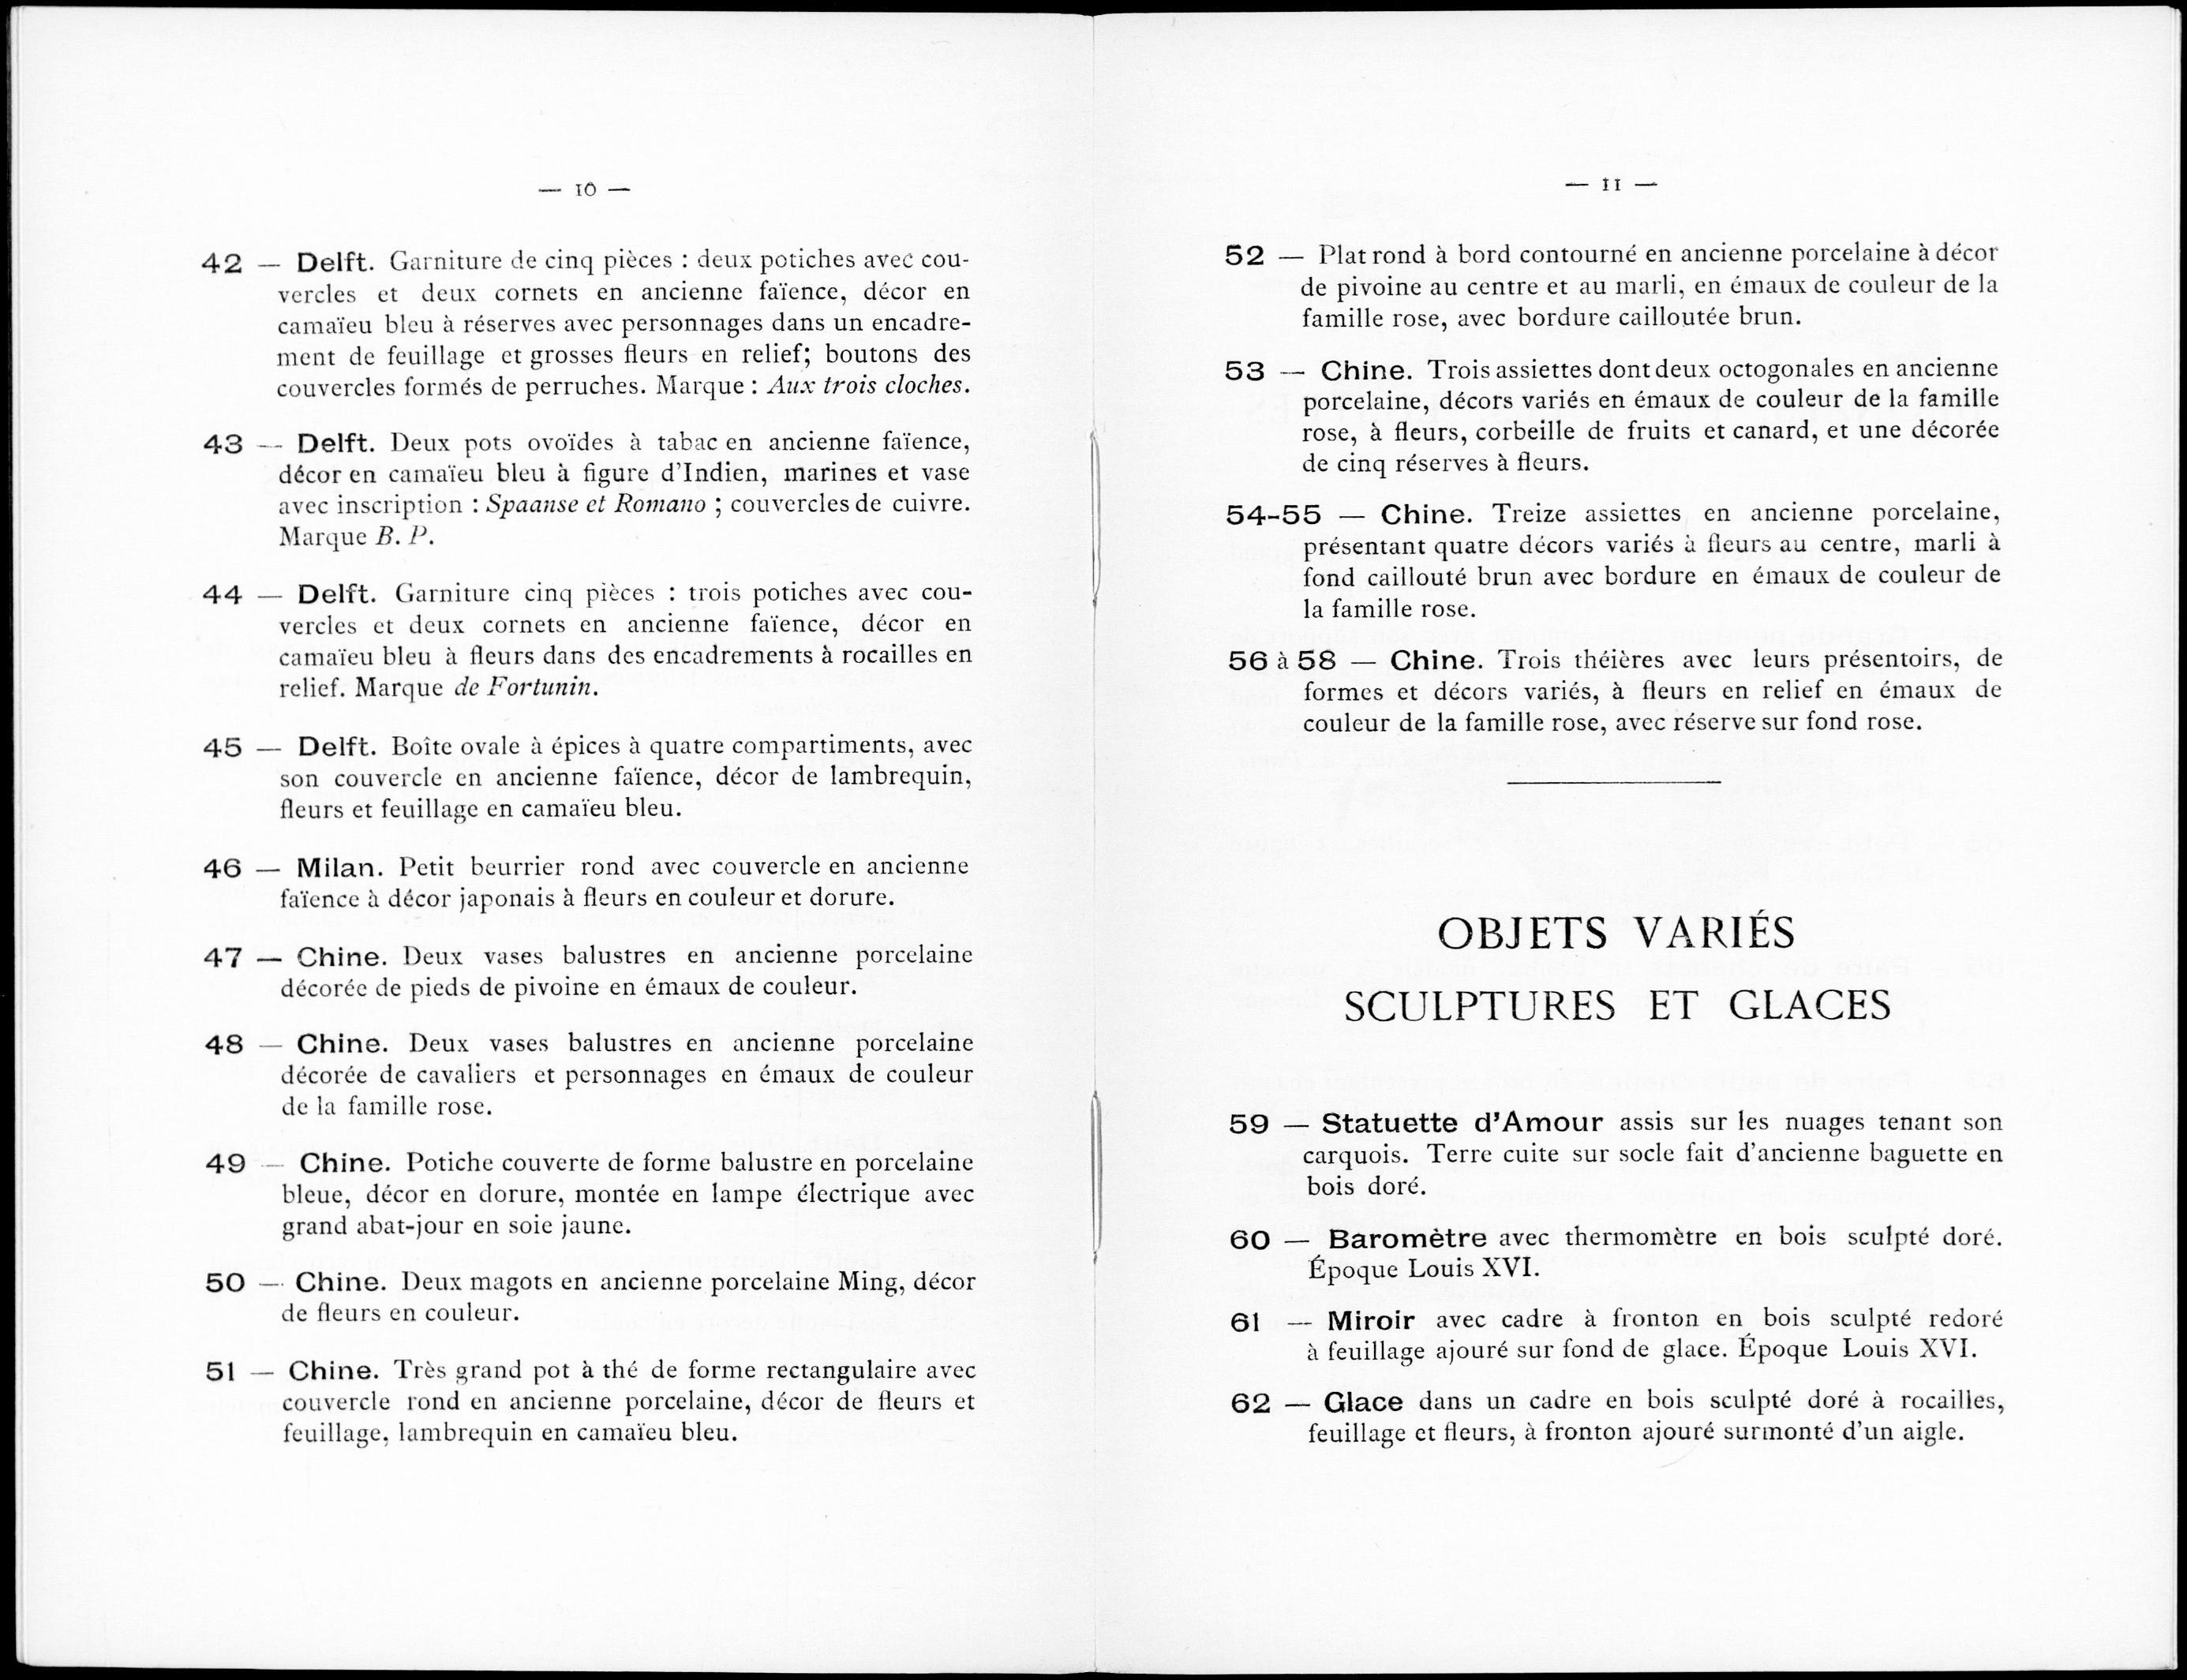 — 10 —
42 — Delft. Garniture de cinq pièces : deux potiches avec cou-
vercles et deux cornets en ancienne faïence, décor en
camaïeu bleu à réserves avec personnages dans un encadre-
ment de feuillage et grosses fleurs en relief; boutons des
couvercles formés de perruches. Marque : Aux trois cloches.
43 — Delft. Deux pots ovoïdes à tabac en ancienne faïence,
décor en camaïeu bleu à figure d'Indien, marines et vase
avec inscription : Spaanse et Romano ; couvercles de cuivre.
Marque B. P.
44 — Delft. Garniture cinq pièces : trois potiches avec cou-
vercles et deux cornets en ancienne faïence, décor en
camaïeu bleu à fleurs dans des encadrements à rocailles en
relief. Marque de Fortunin.
45 — Delft. Boîte ovale à épices à quatre compartiments, avec
son couvercle en ancienne faïence, décor de lambrequin,
fleurs et feuillage en camaïeu bleu.
46 — Milan. Petit beurrier rond avec couvercle en ancienne
faïence à décor japonais à fleurs en couleur et dorure.
47 — Chine. Deux vases balustres en ancienne porcelaine
décorée de pieds de pivoine en émaux de couleur.
48 — Chine. Deux vases balustres en ancienne porcelaine
décorée de cavaliers et personnages en émaux de couleur
de la famille rose.
49 — Chine. Potiche couverte de forme balustre en porcelaine
bleue, décor en dorure, montée en lampe électrique avec
grand abat-jour en soie jaune.
50 — Chine. Deux magots en ancienne porcelaine Ming, décor
de fleurs en couleur.
51 — Chine. Très grand pot à thé de forme rectangulaire avec
couvercle rond en ancienne porcelaine, décor de fleurs et
feuillage, lambrequin en camaïeu bleu.
— 11 —
52 — Plat rond à bord contourné en ancienne porcelaine à décor
de pivoine au centre et au marli, en émaux de couleur de la
famille rose, avec bordure cailloutée brun.
53 — Chine. Trois assiettes dont deux octogonales en ancienne
porcelaine, décors variés en émaux de couleur de la famille
rose, à fleurs, corbeille de fruits et canard, et une décorée
de cinq réserves à fleurs.
54-55 — Chine. Treize assiettes en ancienne porcelaine,
présentant quatre décors variés à fleurs au centre, marli à
fond caillouté brun avec bordure en émaux de couleur de
la famille rose.
56 à 58 — Chine. Trois théières avec leurs présentoirs, de
formes et décors variés, à fleurs en relief en émaux de
couleur de la famille rose, avec réserve sur fond rose.
OBJETS VARIÉS
SCULPTURES ET GLACES
59 — Statuette d'Amour assis sur les nuages tenant son
carquois. Terre cuite sur socle fait d'ancienne baguette en
bois doré.
60 — Baromètre avec thermomètre en bois sculpté doré.
Époque Louis XVI.
61 — Miroir avec cadre à fronton en bois sculpté redoré
à feuillage ajouré sur fond de glace. Époque Louis XVI.
62 — Glace dans un cadre en bois sculpté doré à rocailles,
feuillage et fleurs, à fronton ajouré surmonté d'un aigle.